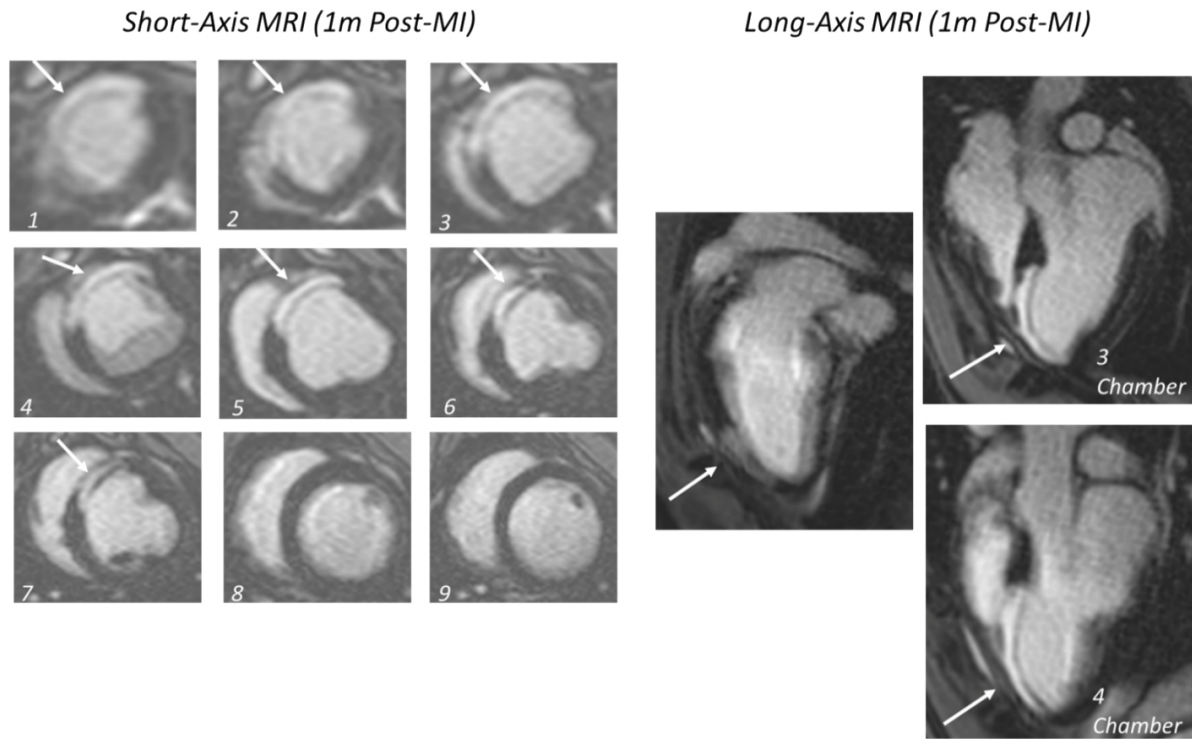 Short-Axis MRI (1m Post-MI)
Long-Axis MRI (1m Post-MI)
1
2
3
4
5
6
7
8
9
3
Chamber
4
Chamber